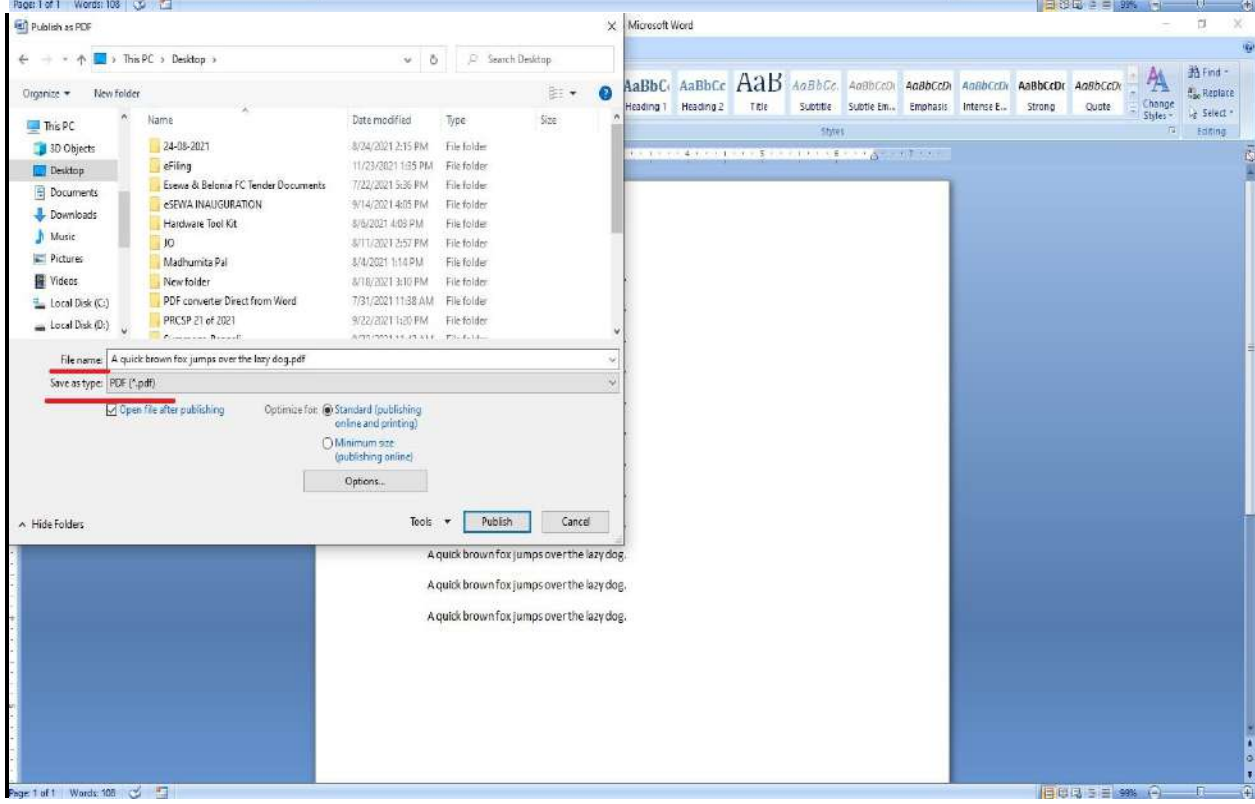 Page: 1 of 1 Words: 108 99%
Publish as PDF Microsoft Word
This PC > Desktop > Search Desktop
Organize New folder
Name Date modified Type Size
This PC
3D Objects
Desktop
Documents
Downloads
Music
Pictures
Videos
Local Disk (C:)
Local Disk (D:)
24-08-2021 8/24/2021 2:15 PM File folder
eFiling 11/23/2021 1:35 PM File folder
Esewa & Belonia FC Tender Documents 7/22/2021 5:36 PM File folder
eSEWA INAUGURATION 9/14/2021 4:05 PM File folder
Hardware Tool Kit 8/6/2021 4:03 PM File folder
JO 8/11/2021 2:57 PM File folder
Madhumita Pal 8/4/2021 1:14 PM File folder
New folder 8/18/2021 3:10 PM File folder
PDF converter Direct from Word 7/31/2021 11:38 AM File folder
PRCSP 21 of 2021 9/22/2021 1:20 PM File folder
File name: A quick brown fox jumps over the lazy dog.pdf
Save as type: PDF (*.pdf)
Open file after publishing
Optimize for: Standard (publishing
online and printing)
Minimum size
(publishing online)
Options...
Hide Folders Tools Publish Cancel
AaBbC AaBbCc AaB AaBbCc. AaBbCcDi AaBbCcDi AaBbCcDi AaBbCcDc AaBbCcDi
Heading 1 Heading 2 Title Subtitle Subtle Em... Emphasis Intense E... Strong Quote
Change
Styles
Styles
Find
Replace
Select
Editing
4 5 6 7
A quick brown fox jumps over the lazy dog.
A quick brown fox jumps over the lazy dog.
A quick brown fox jumps over the lazy dog.
Page: 1 of 1 Words: 108 99%